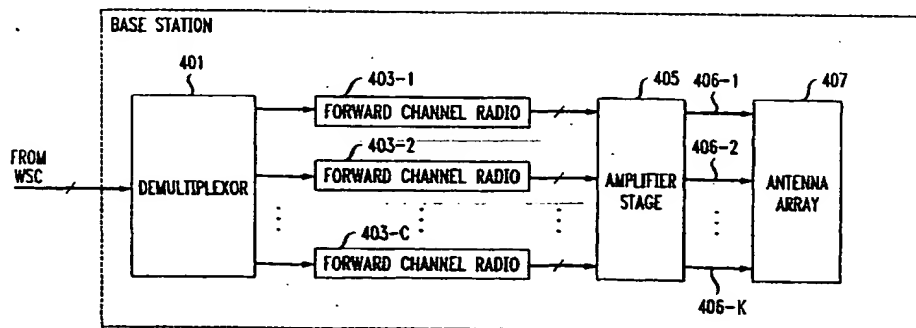 BASE STATION
401
403-1
405
406-1
407
FORWARD CHANNEL RADIO
FROM
WSC
DEMULTIPLEXOR
403-2
FORWARD CHANNEL RADIO
406-2
AMPLIFIER
STAGE
ANTENNA
ARRAY
403-C
FORWARD CHANNEL RADIO
406-K